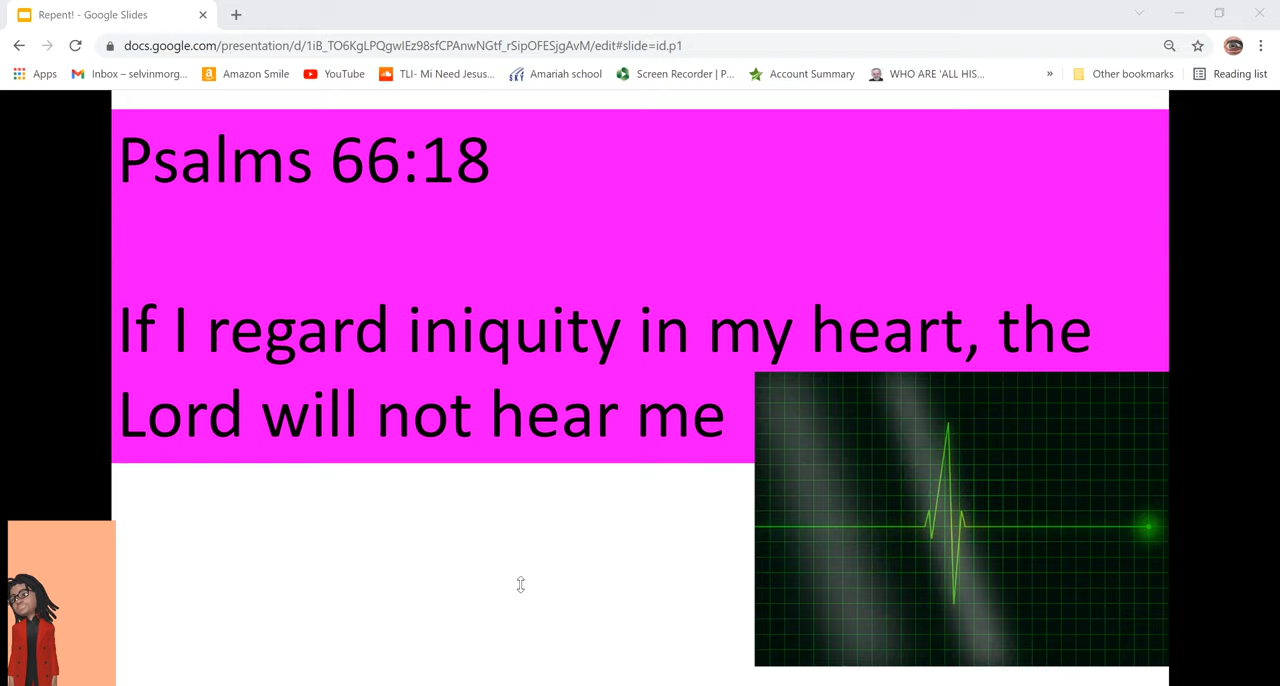 Repent! - Google Slides
docs.google.com/presentation/d/1iB_TO6KgLPQgwIEz98sfCPAnwNGtf_rSipOFESjgAvM/edit#slide=id.p1
Apps Inbox – selvinmorg... Amazon Smile YouTube TLI- Mi Need Jesus... Amariah school Screen Recorder | P... Account Summary WHO ARE 'ALL HIS... » Other bookmarks Reading list
Psalms 66:18
If I regard iniquity in my heart, the
Lord will not hear me